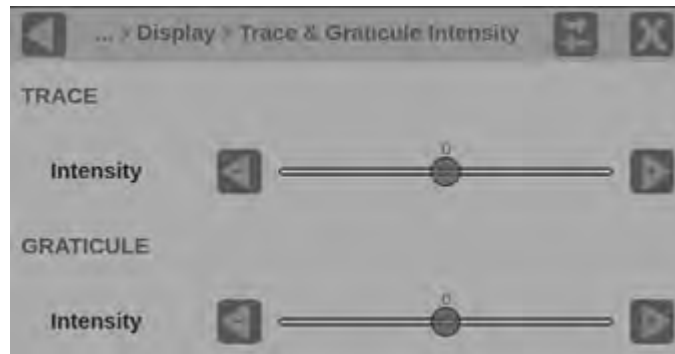 ... > Display > Trace & Graticule Intensity
TRACE
0
Intensity
GRATICULE
0
Intensity